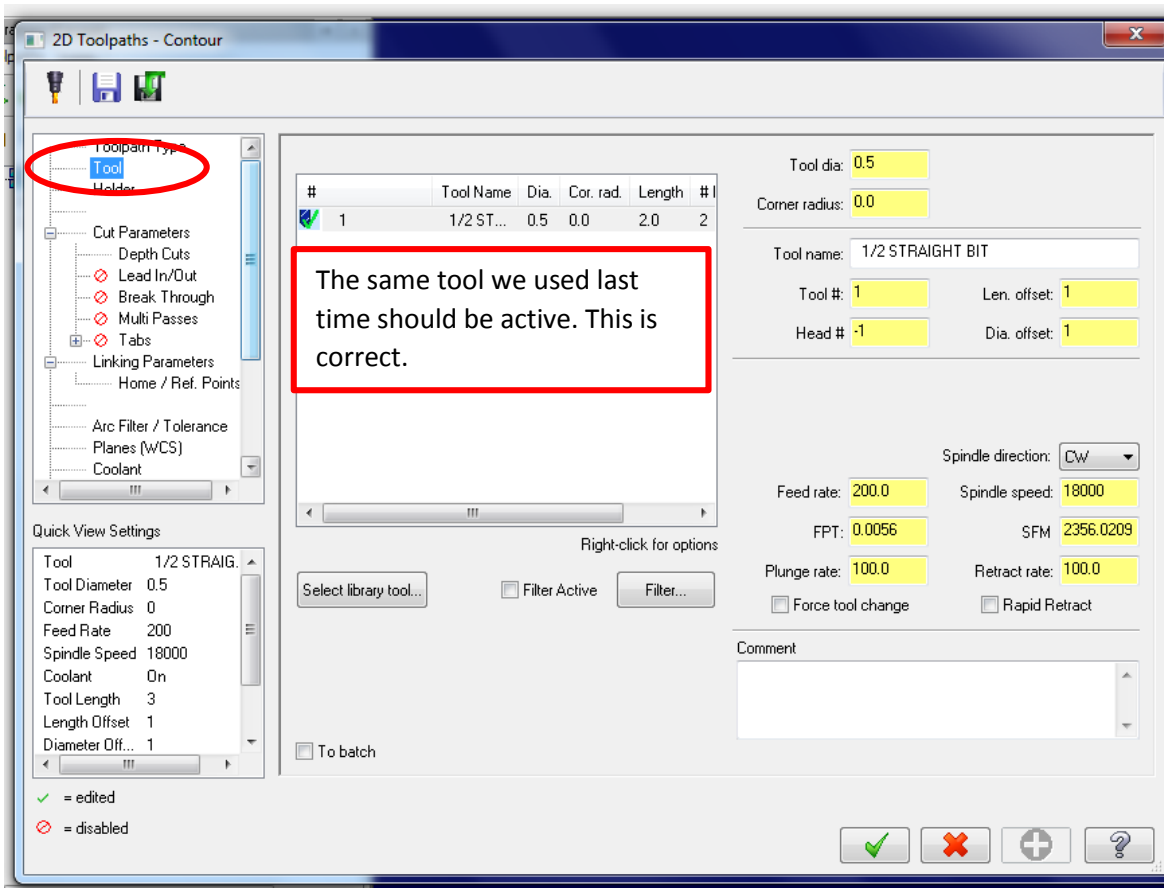 2D Toolpaths - Contour
Toolpath Type
Tool
Holder
Cut Parameters
Depth Cuts
Lead In/Out
Break Through
Multi Passes
Tabs
Linking Parameters
Home / Ref. Points
Arc Filter / Tolerance
Planes (WCS)
Coolant
Quick View Settings
Tool 1/2 STRAIG.
Tool Diameter 0.5
Corner Radius 0
Feed Rate 200
Spindle Speed 18000
Coolant On
Tool Length 3
Length Offset 1
Diameter Off... 1
= edited
= disabled
# Tool Name Dia. Cor. rad. Length #
1 1/2 ST... 0.5 0.0 2.0 2
The same tool we used last
time should be active. This is
correct.
Right-click for options
Select library tool...
Filter Active
Filter...
To batch
Tool dia: 0.5
Corner radius: 0.0
Tool name: 1/2 STRAIGHT BIT
Tool #: 1 Len. offset: 1
Head # -1 Dia. offset: 1
Spindle direction: CW
Feed rate: 200.0 Spindle speed: 18000
FPT: 0.0056 SFM 2356.0209
Plunge rate: 100.0 Retract rate: 100.0
Force tool change Rapid Retract
Comment